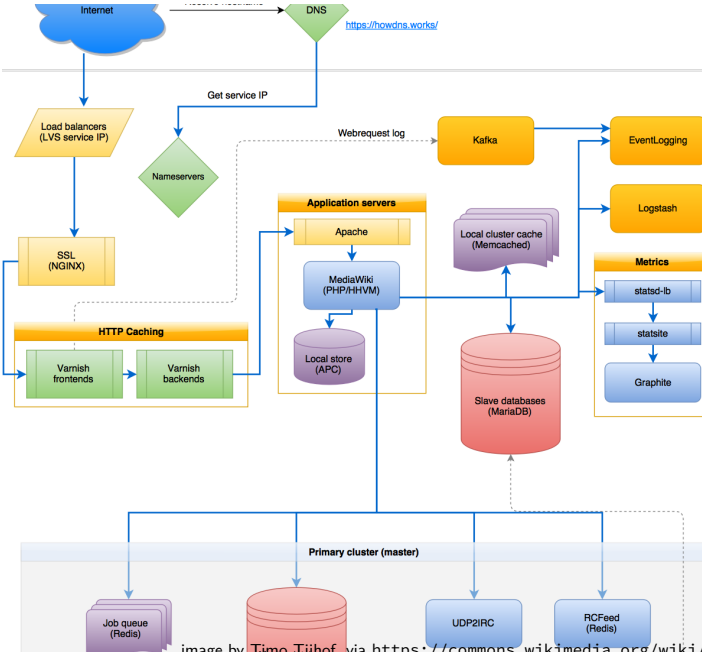 Internet
DNS
https://howdns.works/
Get service IP
Load balancers
(LVS service IP)
Webrequest log
Kafka
EventLogging
Nameservers
Application servers
Apache
Logstash
Local cluster cache
(Memcached)
SSL
(NGINX)
MediaWiki
(PHP/HHVM)
Metrics
statsd-lb
HTTP Caching
statsite
Varnish
frontends
Varnish
backends
Local store
(APC)
Graphite
Slave databases
(MariaDB)
Primary cluster (master)
Job queue
(Redis)
UDP2IRC
RCFeed
(Redis)
image by Timo Tijhof, via https://commons.wikimedia.org/wiki/